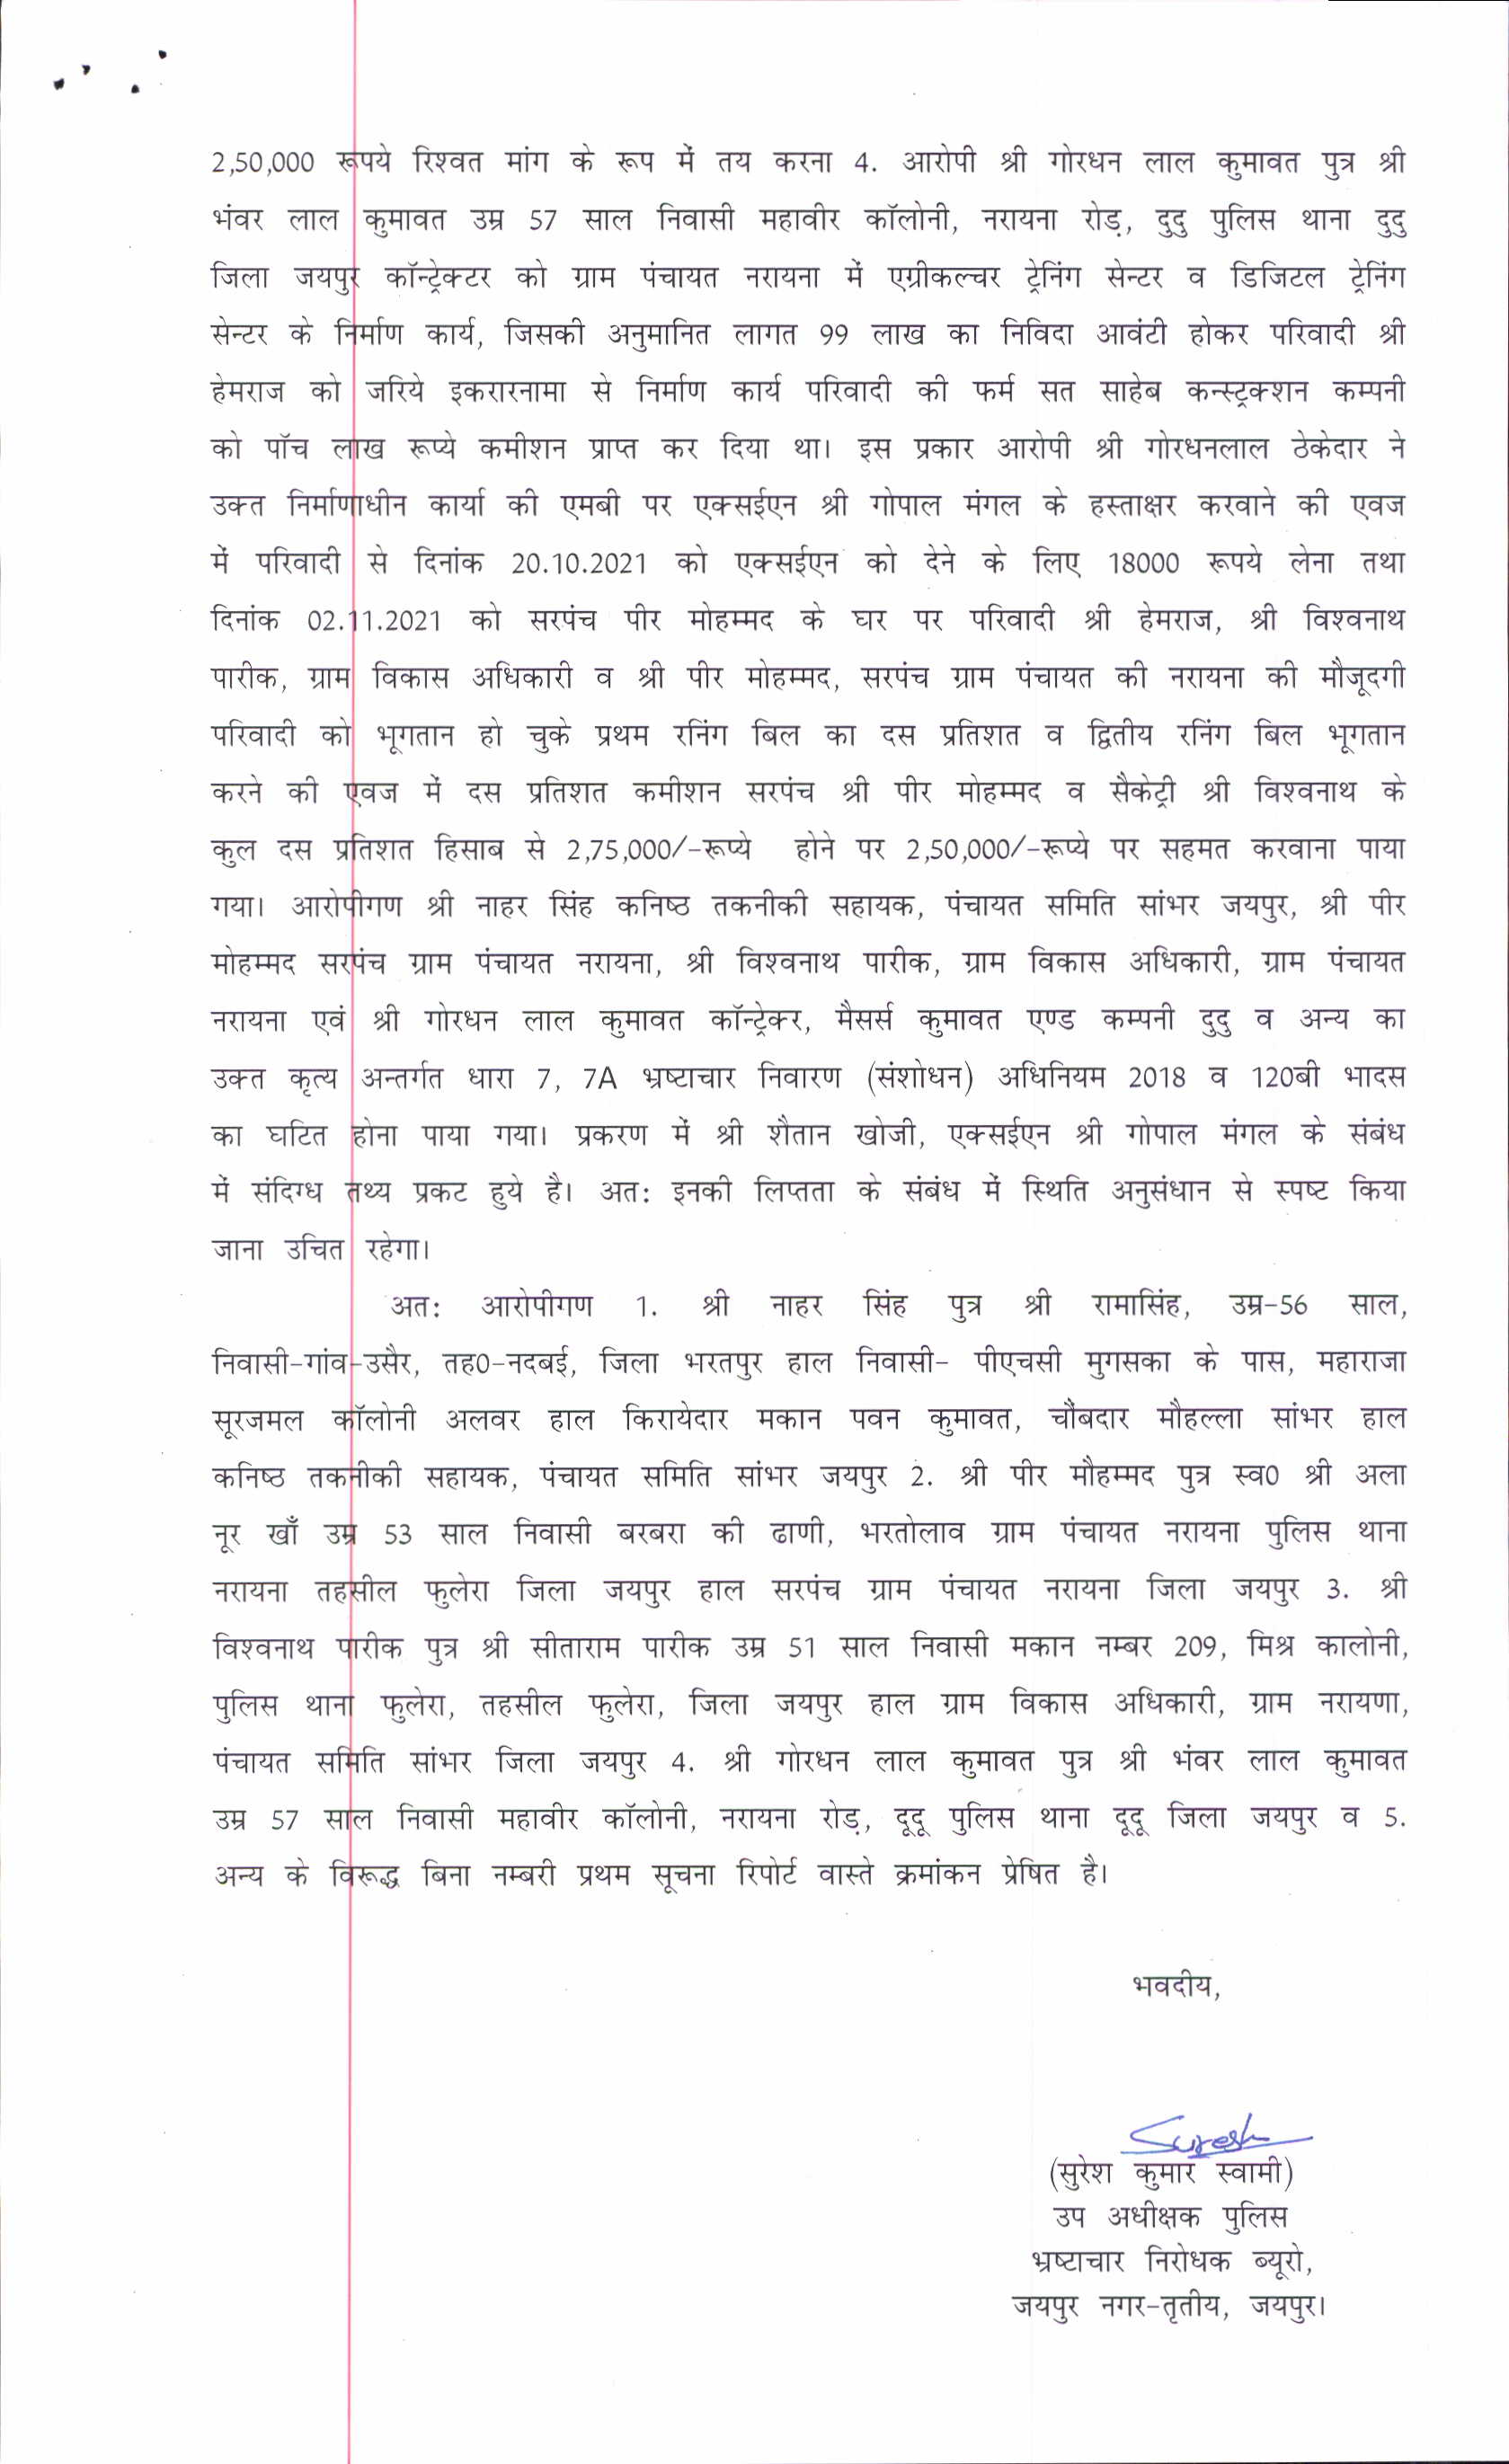 2,50,000 रूपये रिश्वत मांग के रूप में तय करना 4. आरोपी श्री गोरधन लाल कुमावत पुत्र श्री
भंवर लाल कुमावत उम्र 57 साल निवासी महावीर कॉलोनी, नरायना रोड़, दुदु पुलिस थाना दुदु
जिला जयपुर कॉन्ट्रेक्टर को ग्राम पंचायत नरायना में एग्रीकल्चर ट्रेनिंग सेन्टर व डिजिटल ट्रेनिंग
सेन्टर के निर्माण कार्य, जिसकी अनुमानित लागत 99 लाख का निविदा आवंटी होकर परिवादी श्री
हेमराज को जरिये इकरारनामा से निर्माण कार्य परिवादी की फर्म सत साहेब कन्स्ट्रक्शन कम्पनी
को पॉच लाख रूप्ये कमीशन प्राप्त कर दिया था। इस प्रकार आरोपी श्री गोरधनलाल ठेकेदार ने
उक्त निर्माणाधीन कार्या की एमबी पर एक्सईएन श्री गोपाल मंगल के हस्ताक्षर करवाने की एवज
में परिवादी से दिनांक 20.10.2021 को एक्सईएन को देने के लिए 18000 रूपये लेना तथा
दिनांक 02.11.2021 को सरपंच पीर मोहम्मद के घर पर परिवादी श्री हेमराज, श्री विश्वनाथ
पारीक, ग्राम विकास अधिकारी व श्री पीर मोहम्मद, सरपंच ग्राम पंचायत की नरायना की मौजूदगी
परिवादी को भूगतान हो चुके प्रथम रनिंग बिल का दस प्रतिशत व द्वितीय रनिंग बिल भूगतान
करने की एवज में दस प्रतिशत कमीशन सरपंच श्री पीर मोहम्मद व सैकेट्री श्री विश्वनाथ के
कुल दस प्रतिशत हिसाब से 2,75,000/-रूप्ये होने पर 2,50,000/-रूप्ये पर सहमत करवाना पाया
गया। आरोपीगण श्री नाहर सिंह कनिष्ठ तकनीकी सहायक, पंचायत समिति सांभर जयपुर, श्री पीर
मोहम्मद सरपंच ग्राम पंचायत नरायना, श्री विश्वनाथ पारीक, ग्राम विकास अधिकारी, ग्राम पंचायत
नरायना एवं श्री गोरधन लाल कुमावत कॉन्ट्रेकर, मैसर्स कुमावत एण्ड कम्पनी दुदु व अन्य का
उक्त कृत्य अन्तर्गत धारा 7, 7A भ्रष्टाचार निवारण (संशोधन) अधिनियम 2018 व 120बी भादस
का घटित होना पाया गया। प्रकरण में श्री शैतान खोजी, एक्सईएन श्री गोपाल मंगल के संबंध
में संदिग्ध तथ्य प्रकट हुये है। अतः इनकी लिप्तता के संबंध में स्थिति अनुसंधान से स्पष्ट किया
जाना उचित रहेगा।
अतः आरोपीगण 1. श्री नाहर सिंह पुत्र श्री रामासिंह, उम्र-56 साल,
निवासी-गांव-उसैर, तह0-नदबई, जिला भरतपुर हाल निवासी- पीएचसी मुगसका के पास, महाराजा
सूरजमल कॉलोनी अलवर हाल किरायेदार मकान पवन कुमावत, चौंबदार मौहल्ला सांभर हाल
कनिष्ठ तकनीकी सहायक, पंचायत समिति सांभर जयपुर 2. श्री पीर मौहम्मद पुत्र स्व0 श्री अला
नूर खाँ उम्र 53 साल निवासी बरबरा की ढाणी, भरतोलाव ग्राम पंचायत नरायना पुलिस थाना
नरायना तहसील फुलेरा जिला जयपुर हाल सरपंच ग्राम पंचायत नरायना जिला जयपुर 3. श्री
विश्वनाथ पारीक पुत्र श्री सीताराम पारीक उम्र 51 साल निवासी मकान नम्बर 209, मिश्र कालोनी,
पुलिस थाना फुलेरा, तहसील फुलेरा, जिला जयपुर हाल ग्राम विकास अधिकारी, ग्राम नरायणा,
पंचायत समिति सांभर जिला जयपुर 4. श्री गोरधन लाल कुमावत पुत्र श्री भंवर लाल कुमावत
उम्र 57 साल निवासी महावीर कॉलोनी, नरायना रोड़, दूदू पुलिस थाना दूदू जिला जयपुर व 5.
अन्य के विरूद्ध बिना नम्बरी प्रथम सूचना रिपोर्ट वास्ते क्रमांकन प्रेषित है।
भवदीय,
Suresh
(सुरेश कुमार स्वामी)
उप अधीक्षक पुलिस
भ्रष्टाचार निरोधक ब्यूरो,
जयपुर नगर-तृतीय, जयपुर।